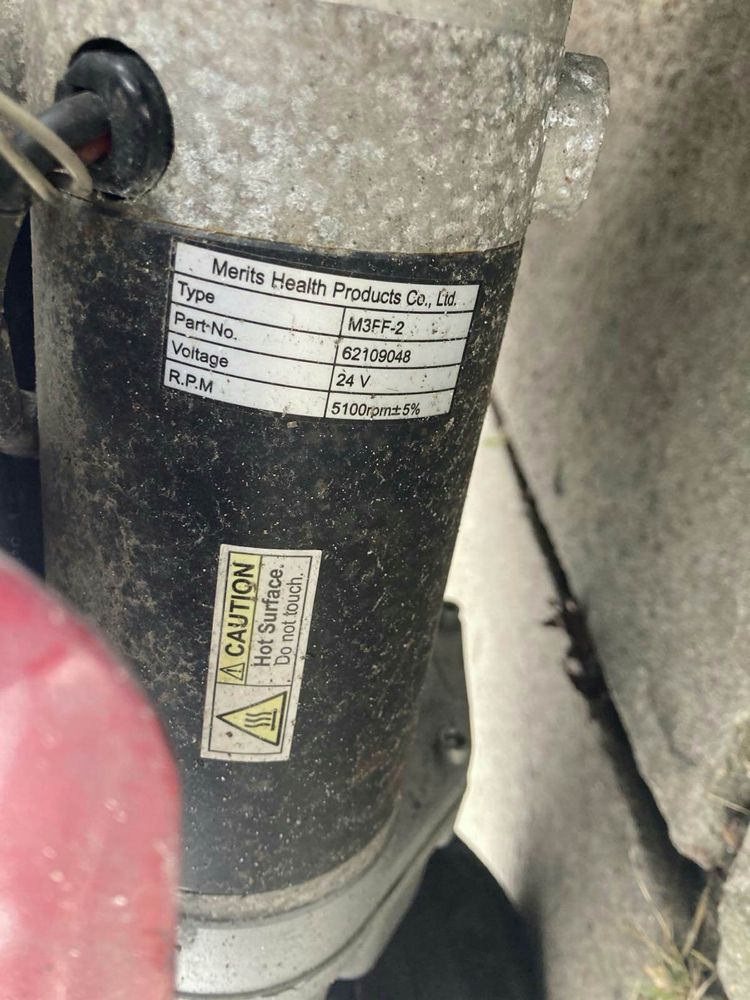 Merits Health Products Co., Ltd.
Type M3FF-2
Part-No. 62109048
Voltage 24 V
R.P.M 5100rpm±5%
CAUTION
Hot Surface.
Do not touch.